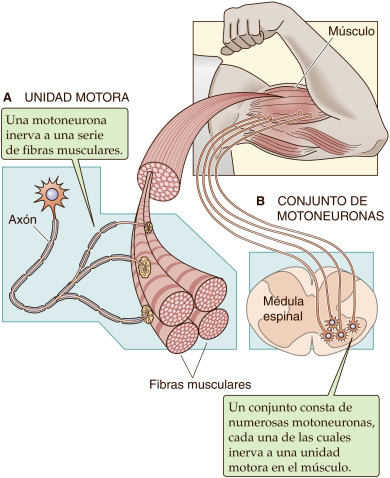 Músculo
A UNIDAD MOTORA
Una motoneurona
inerva a una serie
de fibras musculares.
Axón
B CONJUNTO DE
MOTONEURONAS
Médula
espinal
Fibras musculares
Un conjunto consta de
numerosas motoneuronas,
cada una de las cuales
inerva a una unidad
motora en el músculo.